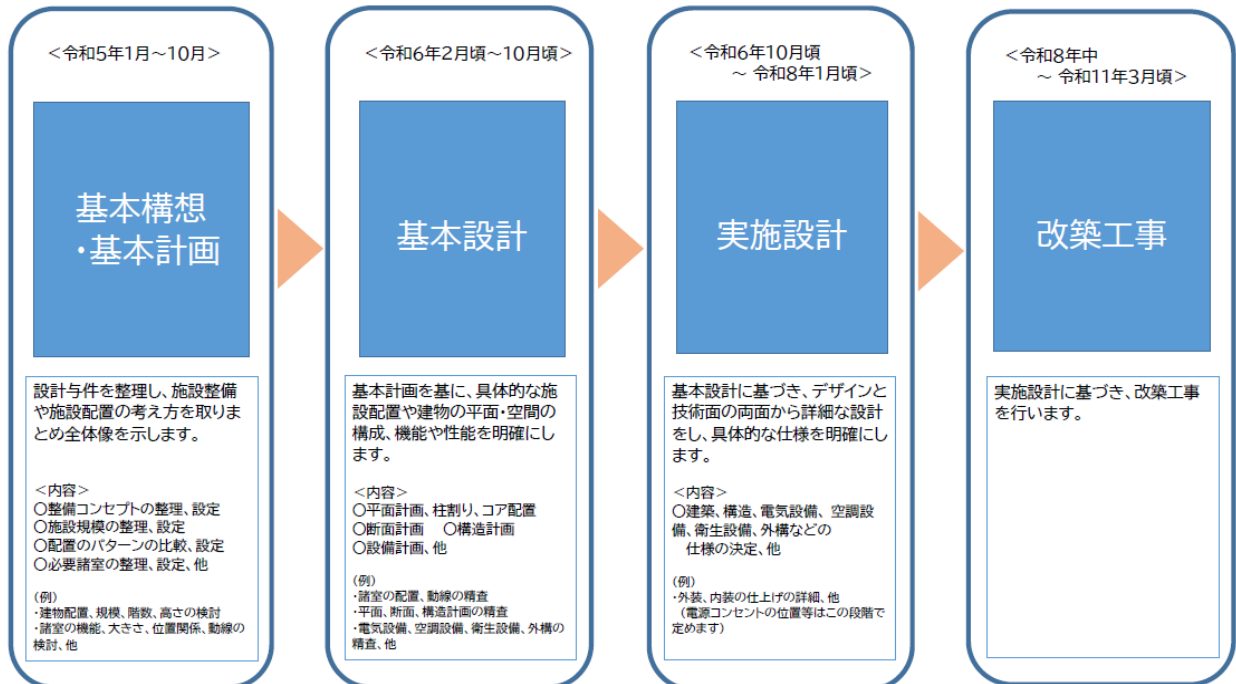 <令和5年1月~10月>
基本構想
・基本計画
設計与件を整理し、施設整備
や施設配置の考え方を取りま
とめ全体像を示します。
<内容>
○整備コンセプトの整理、設定
○施設規模の整理、設定
○配置のパターンの比較、設定
○必要諸室の整理、設定、他
(例)
・建物配置、規模、階数、高さの検討
・諸室の機能、大きさ、位置関係、動線の
検討、他
<令和6年2月頃~10月頃>
基本設計
基本計画を基に、具体的な施
設配置や建物の平面・空間の
構成、機能や性能を明確にし
ます。
<内容>
○平面計画、柱割り、コア配置
○断面計画 ○構造計画
○設備計画、他
(例)
・諸室の配置、動線の精査
・平面、断面、構造計画の精査
・電気設備、空調設備、衛生設備、外構の
精査、他
<令和6年10月頃
~ 令和8年1月頃>
実施設計
基本設計に基づき、デザインと
技術面の両面から詳細な設計
をし、具体的な仕様を明確にし
ます。
<内容>
○建築、構造、電気設備、空調設
備、衛生設備、外構などの
仕様の決定、他
(例)
・外装、内装の仕上げの詳細、他
(電源コンセントの位置等はこの段階で
定めます)
<令和8年中
~ 令和11年3月頃>
改築工事
実施設計に基づき、改築工事
を行います。